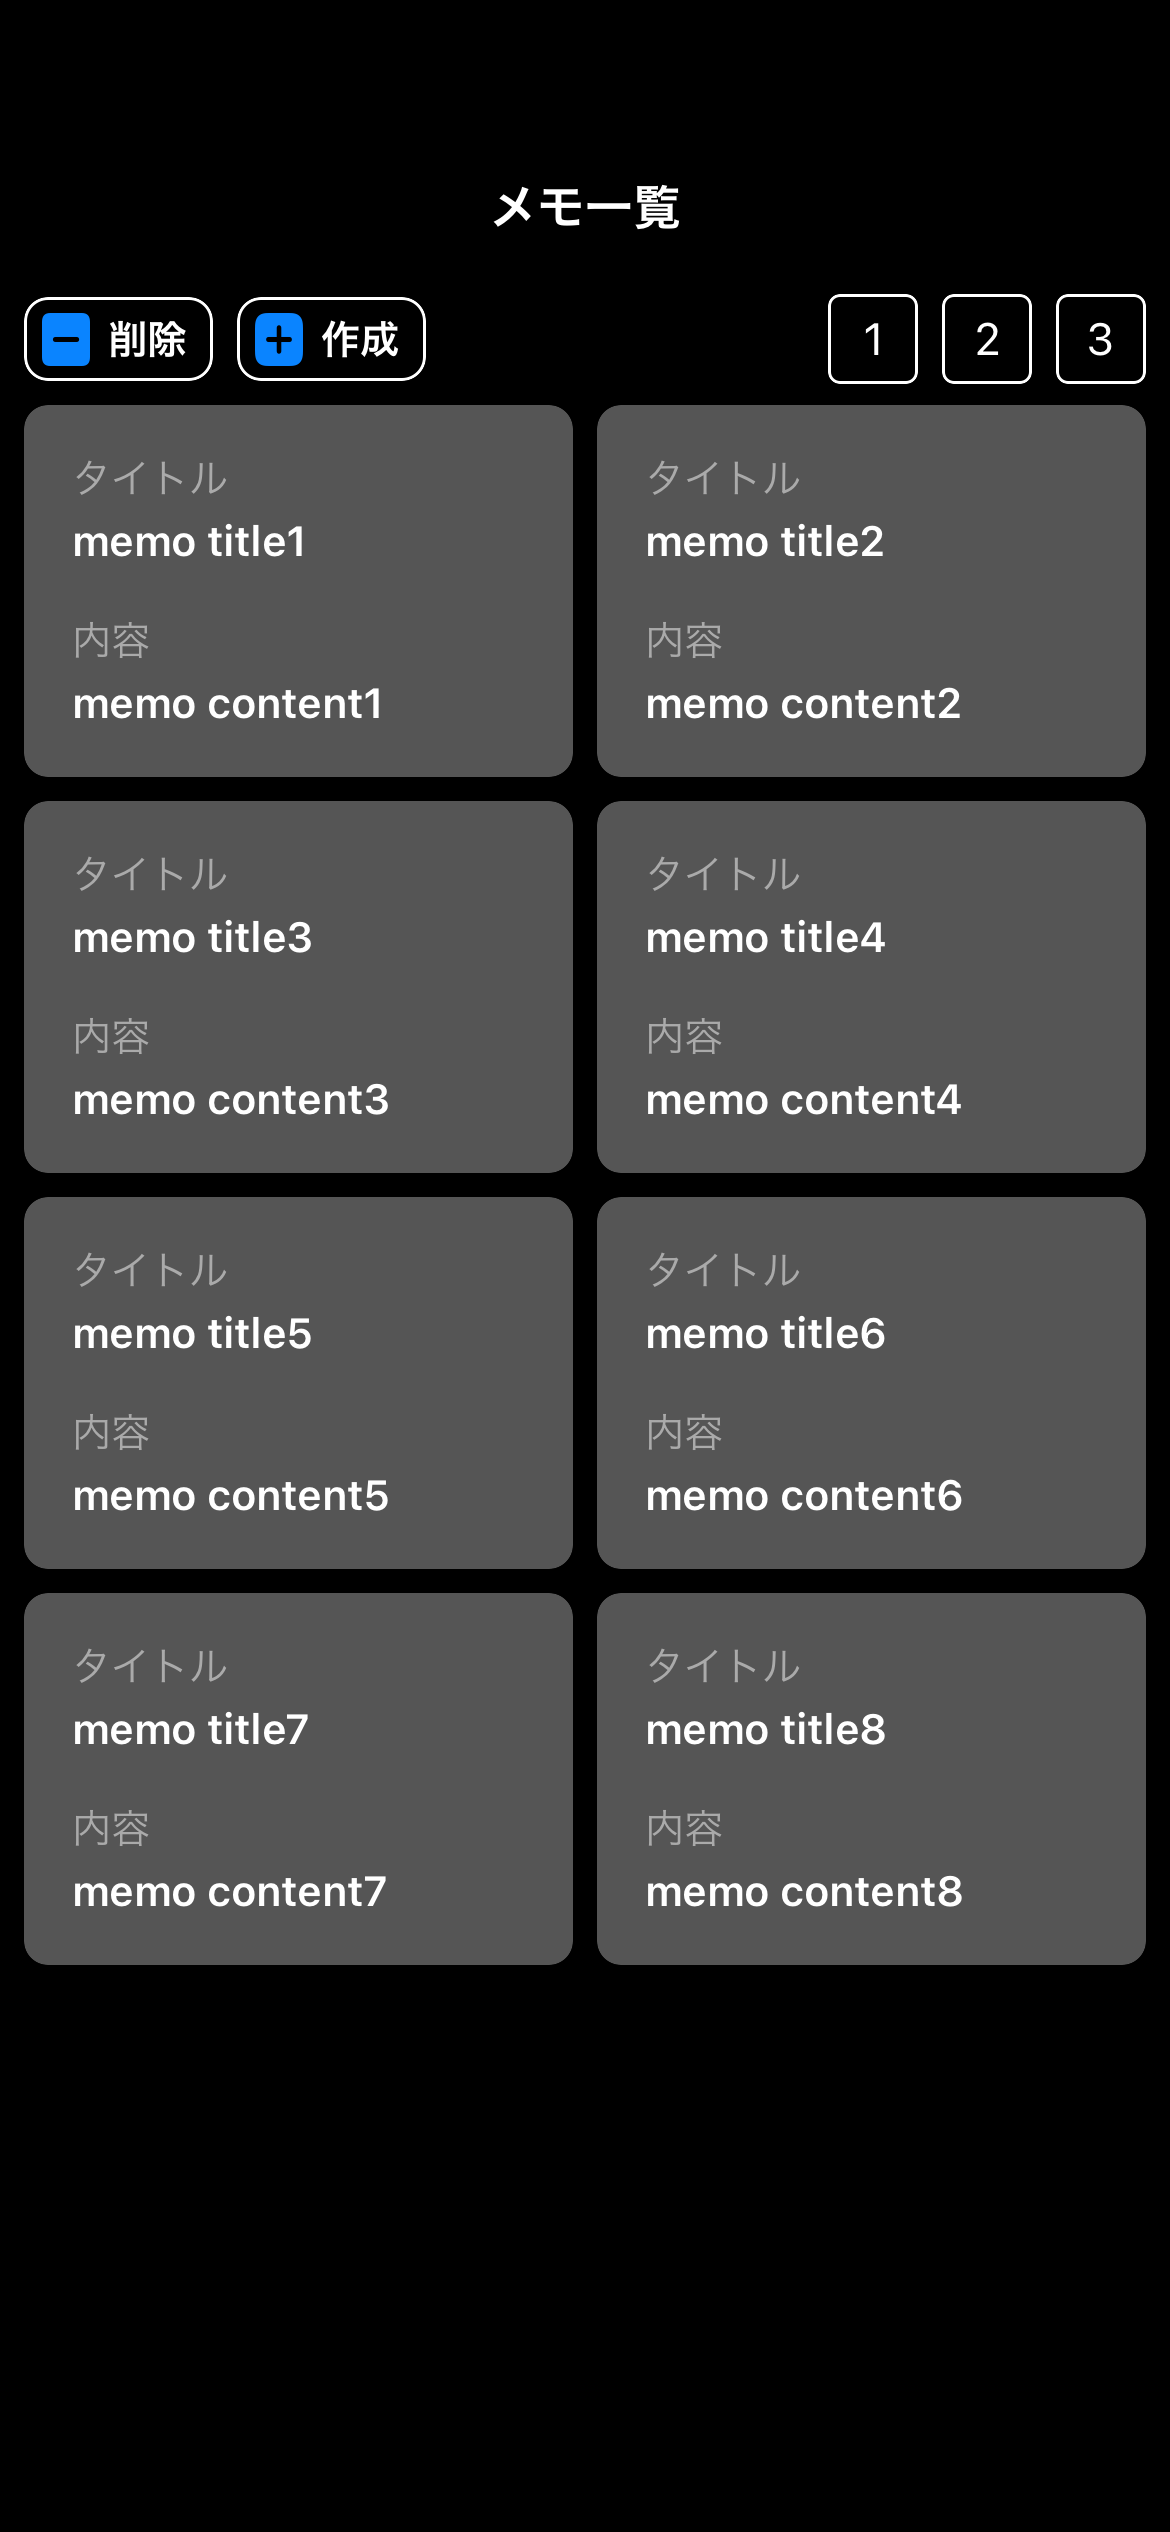 メモ一覧
削除 作成 1 2 3
タイトル
memo title1
内容
memo content1
タイトル
memo title2
内容
memo content2
タイトル
memo title3
内容
memo content3
タイトル
memo title4
内容
memo content4
タイトル
memo title5
内容
memo content5
タイトル
memo title6
内容
memo content6
タイトル
memo title7
内容
memo content7
タイトル
memo title8
内容
memo content8